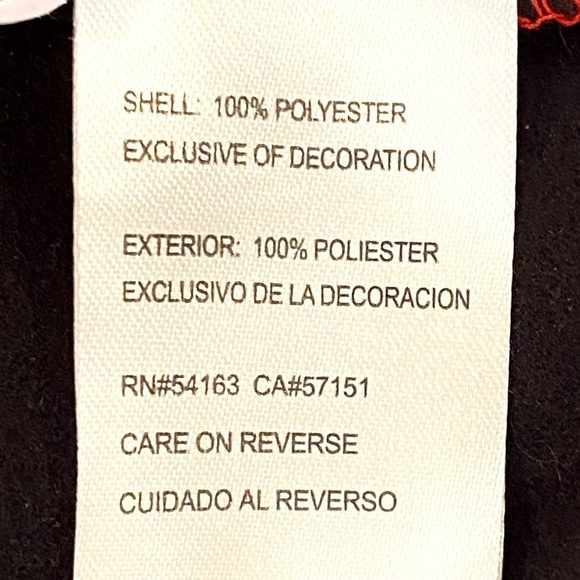 SHELL: 100% POLYESTER
EXCLUSIVE OF DECORATION
EXTERIOR: 100% POLIESTER
EXCLUSIVO DE LA DECORACION
RN#54163 CA#57151
CARE ON REVERSE
CUIDADO AL REVERSO